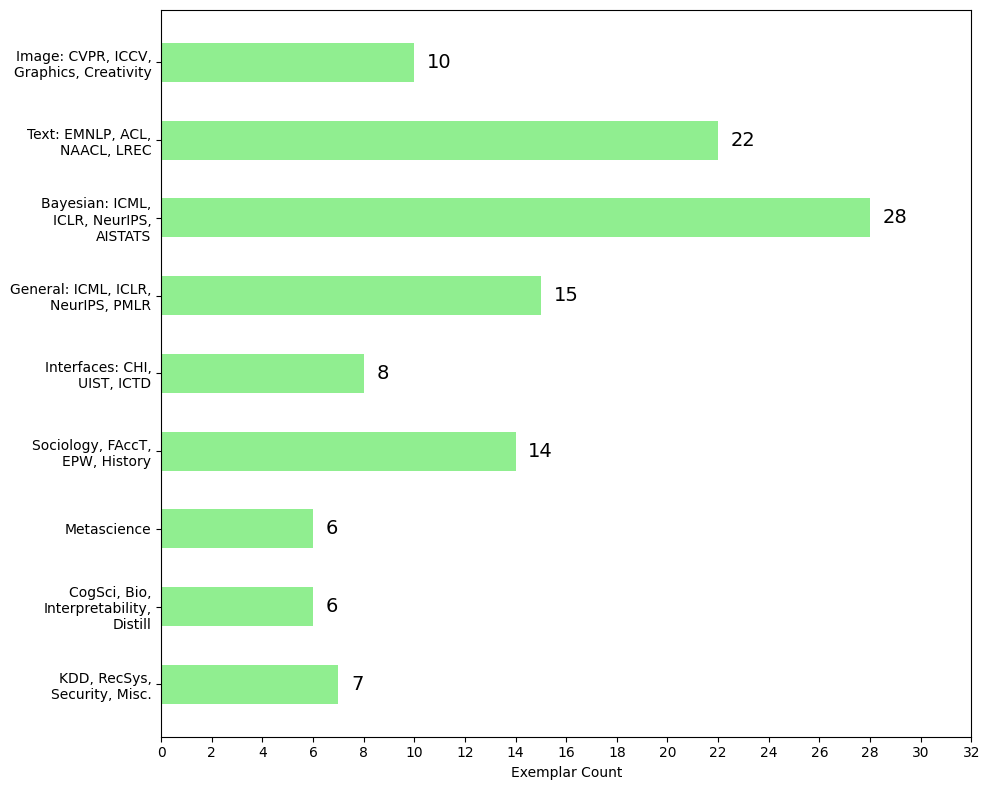 Image: CVPR, ICCV,
Graphics, Creativity
10
Text: EMNLP, ACL,
NAACL, LREC
22
Bayesian: ICML,
ICLR, NeurIPS,
AISTATS
28
General: ICML, ICLR,
NeurIPS, PMLR
15
Interfaces: CHI,
UIST, ICTD
8
Sociology, FAccT,
EPW, History
14
Metascience
6
CogSci, Bio,
Interpretability,
Distill
6
KDD, RecSys,
Security, Misc.
7
0 2 4 6 8 10 12 14 16 18 20 22 24 26 28 30 32
Exemplar Count